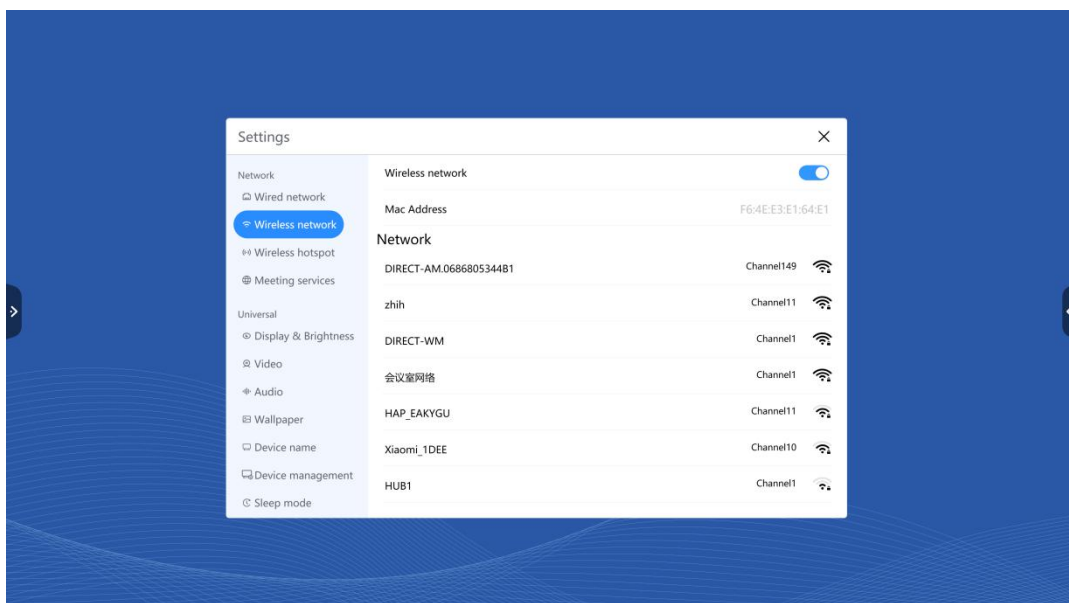 Settings
Network
Wired network
Wireless network
Wireless hotspot
Meeting services
Universal
Display & Brightness
Video
Audio
Wallpaper
Device name
Device management
Sleep mode
Wireless network
Mac Address F6:4E:E3:E1:64:E1
Network
DIRECT-AM.0686805344B1 Channel149
zhih Channel11
DIRECT-WM Channel1
会议室网络 Channel1
HAP_EAKYGU Channel11
Xiaomi_1DEE Channel10
HUB1 Channel1